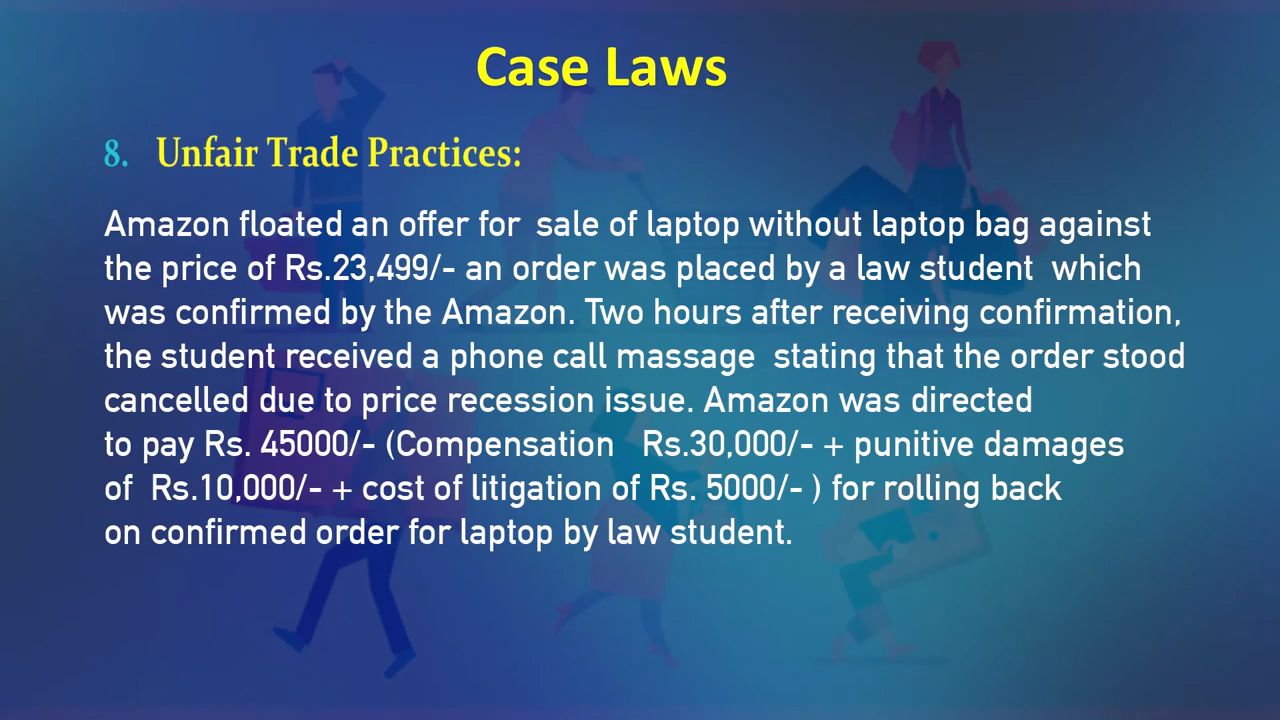 Case Laws
8. Unfair Trade Practices:
Amazon floated an offer for sale of laptop without laptop bag against
the price of Rs.23,499/- an order was placed by a law student which
was confirmed by the Amazon. Two hours after receiving confirmation,
the student received a phone call massage stating that the order stood
cancelled due to price recession issue. Amazon was directed
to pay Rs. 45000/- (Compensation Rs.30,000/- + punitive damages
of Rs.10,000/- + cost of litigation of Rs. 5000/- ) for rolling back
on confirmed order for laptop by law student.